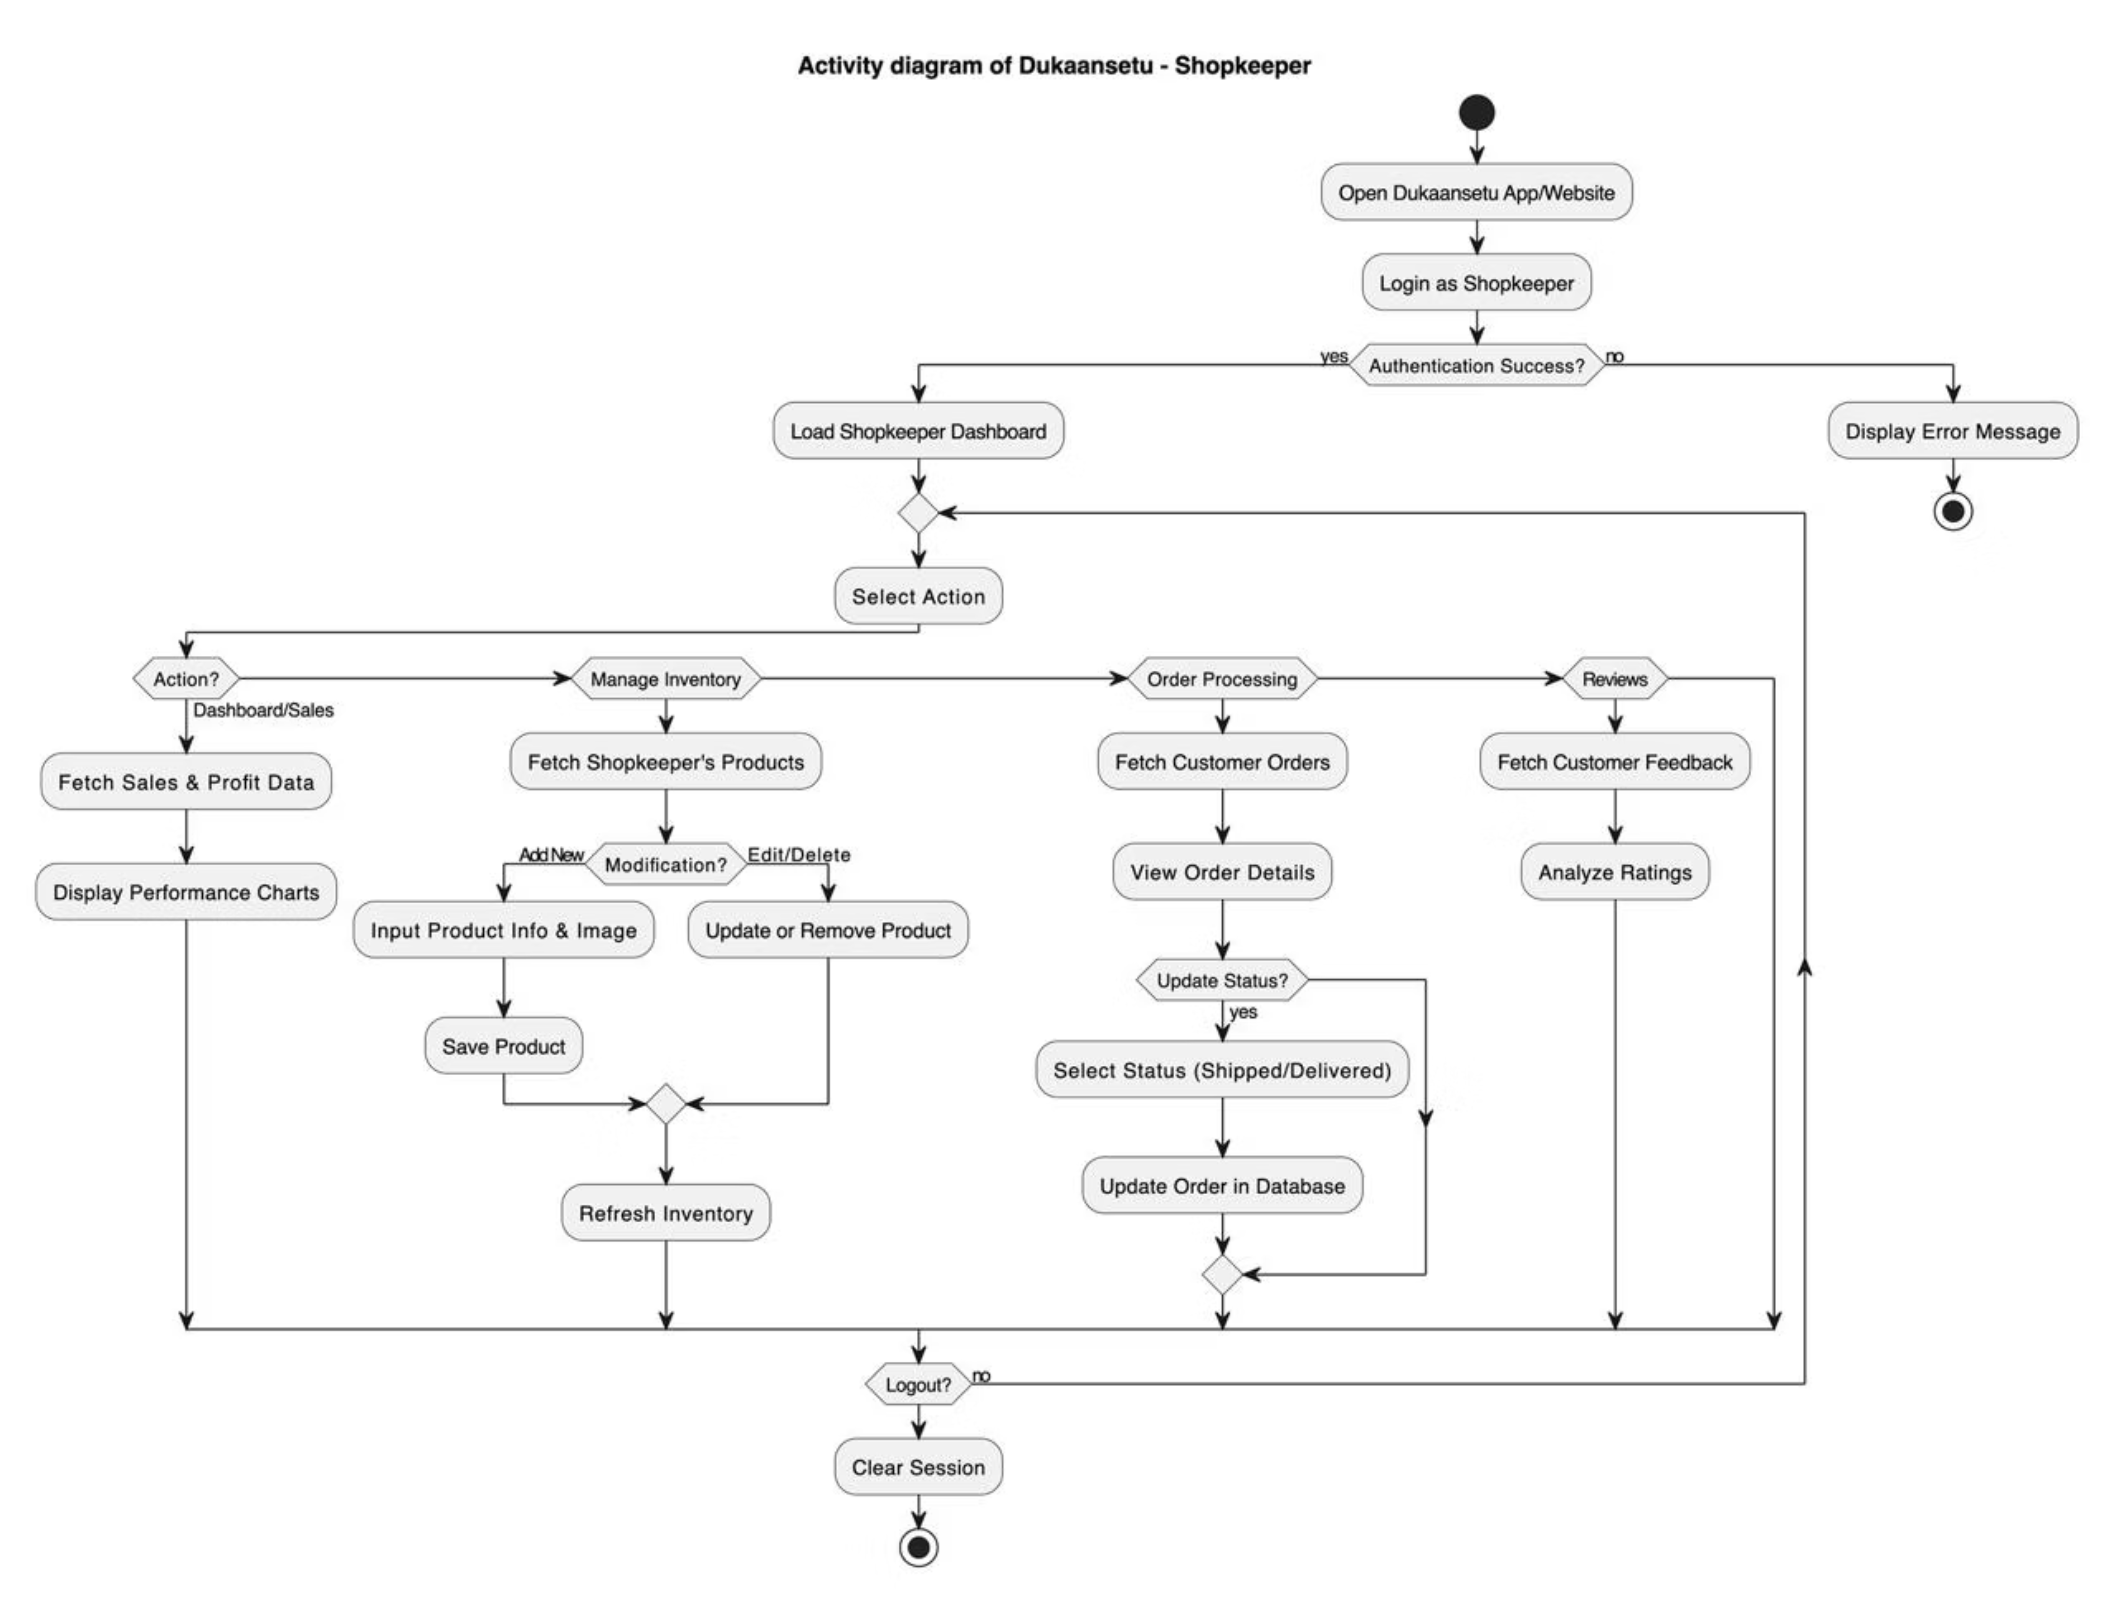 Activity diagram of Dukaansetu - Shopkeeper
Open Dukaansetu App/Website
Login as Shopkeeper
yes
Authentication Success?
no
Load Shopkeeper Dashboard
Display Error Message
Select Action
Action?
Manage Inventory
Order Processing
Reviews
Dashboard/Sales
Fetch Sales & Profit Data
Fetch Shopkeeper's Products
Fetch Customer Orders
Fetch Customer Feedback
Add New
Modification?
Edit/Delete
Display Performance Charts
View Order Details
Analyze Ratings
Input Product Info & Image
Update or Remove Product
Update Status?
yes
Save Product
Select Status (Shipped/Delivered)
Update Order in Database
Refresh Inventory
Logout?
no
Clear Session